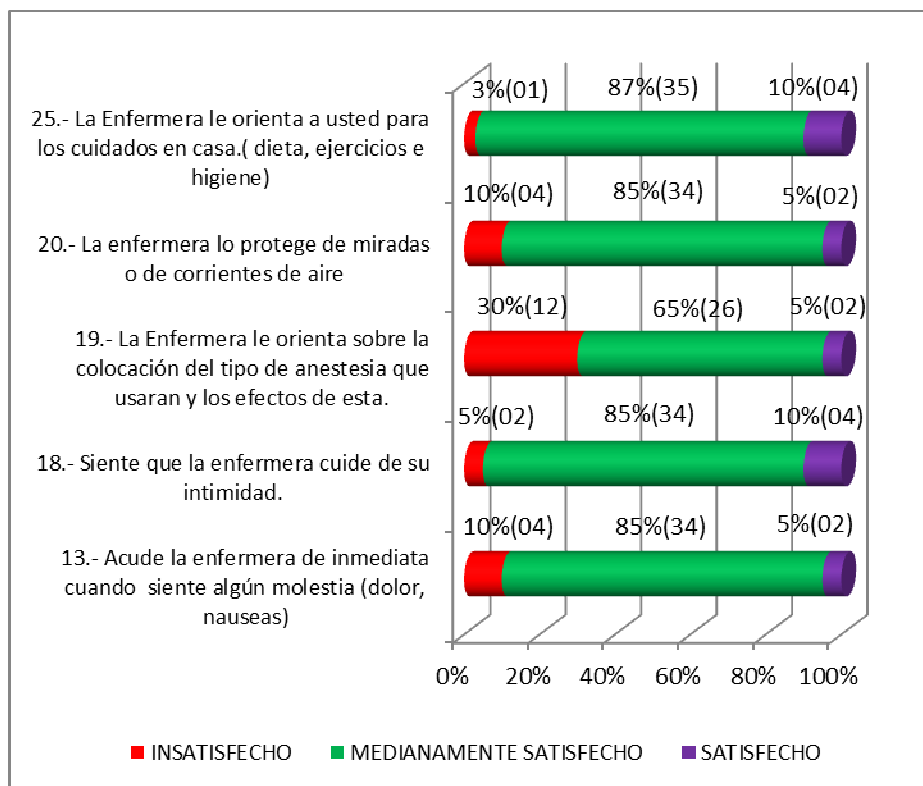 3%(01) 87%(35) 10%(04)
25.- La Enfermera le orienta a usted para
los cuidados en casa.( dieta, ejercicios e
higiene)
10%(04) 85%(34) 5%(02)
20.- La enfermera lo protege de miradas
o de corrientes de aire
30%(12) 65%(26) 5%(02)
19.- La Enfermera le orienta sobre la
colocación del tipo de anestesia que
usaran y los efectos de esta.
5%(02) 85%(34) 10%(04)
18.- Siente que la enfermera cuide de su
intimidad.
10%(04) 85%(34) 5%(02)
13.- Acude la enfermera de inmediata
cuando  siente algún molestia (dolor,
nauseas)
0% 20% 40% 60% 80% 100%
INSATISFECHO MEDIANAMENTE SATISFECHO SATISFECHO